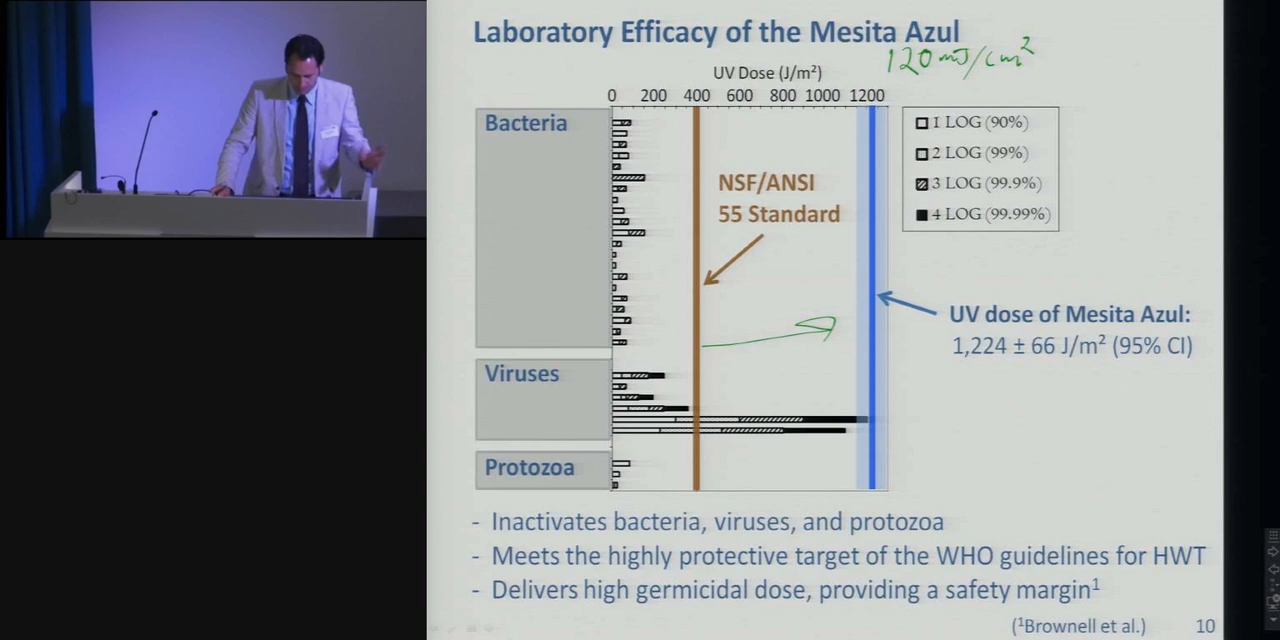 Laboratory Efficacy of the Mesita Azul
120 mJ/cm²
UV Dose (J/m²)
0 200 400 600 800 1000 1200
Bacteria
Viruses
Protozoa
NSF/ANSI
55 Standard
1 LOG (90%)
2 LOG (99%)
3 LOG (99.9%)
4 LOG (99.99%)
UV dose of Mesita Azul:
1,224 ± 66 J/m² (95% CI)
- Inactivates bacteria, viruses, and protozoa
- Meets the highly protective target of the WHO guidelines for HWT
- Delivers high germicidal dose, providing a safety margin¹
(¹Brownell et al.) 10